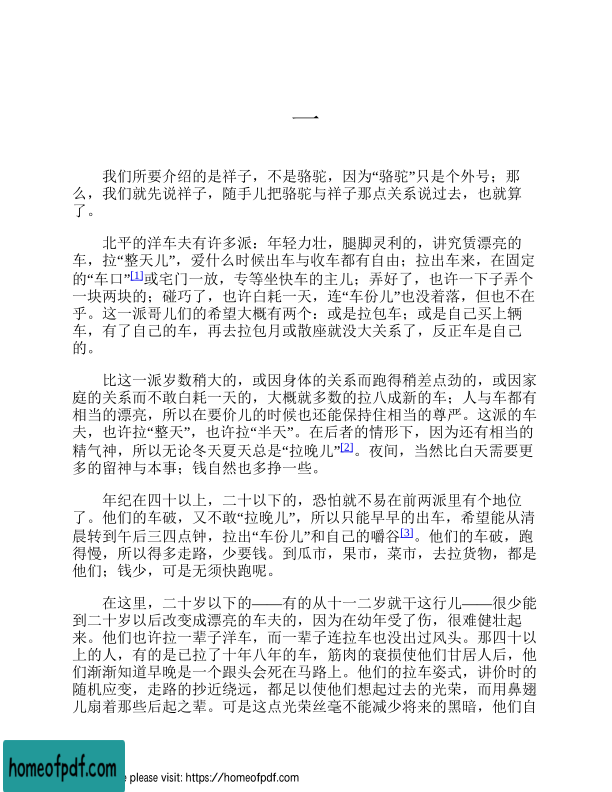 一
我们所要介绍的是祥子，不是骆驼，因为“骆驼”只是个外号；那
么，我们就先说祥子，随手儿把骆驼与祥子那点关系说过去，也就算
了。
北平的洋车夫有许多派：年轻力壮，腿脚灵利的，讲究赁漂亮的
车，拉“整天儿”，爱什么时候出车与收车都有自由；拉出车来，在固定
的“车口”[1]或宅门一放，专等坐快车的主儿；弄好了，也许一下子弄个
一块两块的；碰巧了，也许白耗一天，连“车份儿”也没着落，但也不在
乎。这一派哥儿们的希望大概有两个：或是拉包车；或是自己买上辆
车，有了自己的车，再去拉包月或散座就没大关系了，反正车是自己
的。
比这一派岁数稍大的，或因身体的关系而跑得稍差点劲的，或因家
庭的关系而不敢白耗一天的，大概就多数的拉八成新的车；人与车都有
相当的漂亮，所以在要价儿的时候也还能保持住相当的尊严。这派的车
夫，也许拉“整天”，也许拉“半天”。在后者的情形下，因为还有相当的
精气神，所以无论冬天夏天总是“拉晚儿”[2]。夜间，当然比白天需要更
多的留神与本事；钱自然也多挣一些。
年纪在四十以上，二十以下的，恐怕就不易在前两派里有个地位
了。他们的车破，又不敢“拉晚儿”，所以只能早早的出车，希望能从清
晨转到午后三四点钟，拉出“车份儿”和自己的嚼谷[3]。他们的车破，跑
得慢，所以得多走路，少要钱。到瓜市，果市，菜市，去拉货物，都是
他们；钱少，可是无须快跑呢。
在这里，二十岁以下的——有的从十一二岁就干这行儿——很少能
到二十岁以后改变成漂亮的车夫的，因为在幼年受了伤，很难健壮起
来。他们也许拉一辈子洋车，而一辈子连拉车也没出过风头。那四十以
上的人，有的是已拉了十年八年的车，筋肉的衰损使他们甘居人后，他
们渐渐知道早晚是一个跟头会死在马路上。他们的拉车姿式，讲价时的
随机应变，走路的抄近绕远，都足以使他们想起过去的光荣，而用鼻翅
儿扇着那些后起之辈。可是这点光荣丝毫不能减少将来的黑暗，他们自
homeofpdf.com
please visit: https://homeofpdf.com